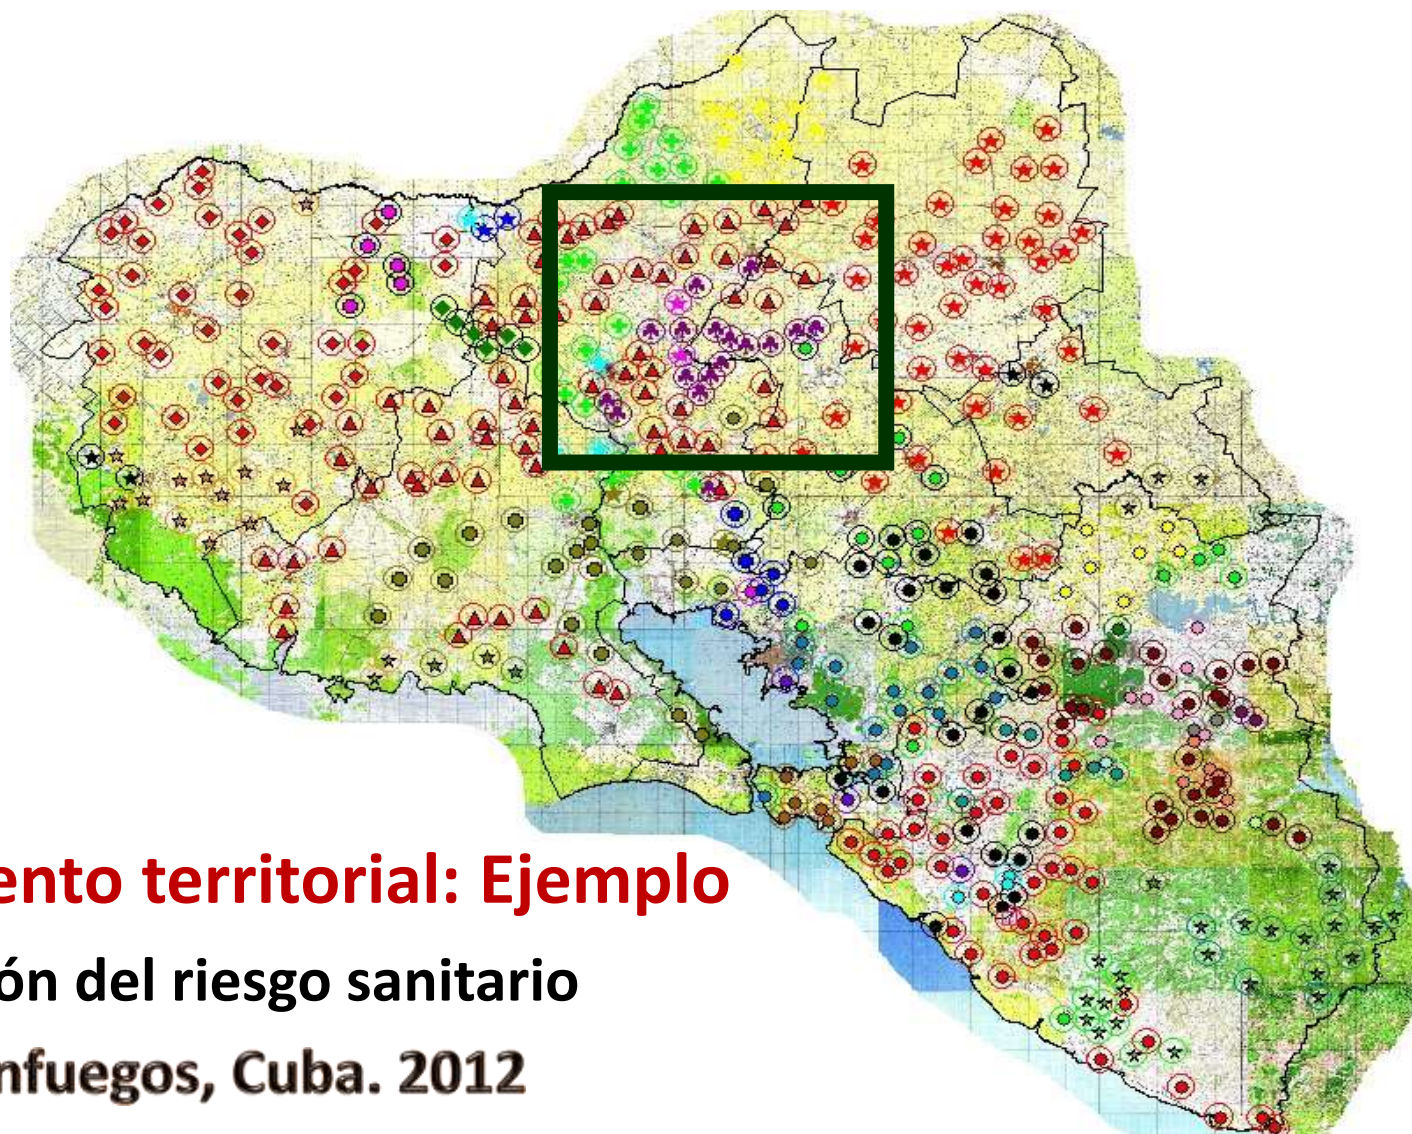 ento territorial: Ejemplo
ón del riesgo sanitario
nfuegos, Cuba. 2012